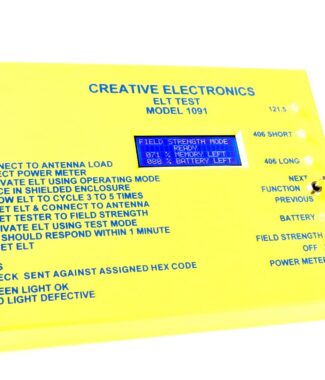 CREATIVE ELECTRONICS
ELT TEST
MODEL 1091
121.5
FIELD STRENGTH MODE
READY
071 % MEMORY LEFT
088 % BATTERY LEFT
406 SHORT
406 LONG
NEXT
FUNCTION
PREVIOUS
BATTERY
FIELD STRENGTH
OFF
POWER METER
NECT TO ANTENNA LOAD
ECT POWER METER
VATE ELT USING OPERATING MODE
CE IN SHIELDED ENCLOSURE
OW ELT TO CYCLE 3 TO 5 TIMES
ET ELT & CONNECT TO ANTENNA
ET TESTER TO FIELD STRENGTH
VATE ELT USING TEST MODE
SHOULD RESPOND WITHIN 1 MINUTE
ET ELT
S
ECK SENT AGAINST ASSIGNED HEX CODE
EEN LIGHT OK
D LIGHT DEFECTIVE